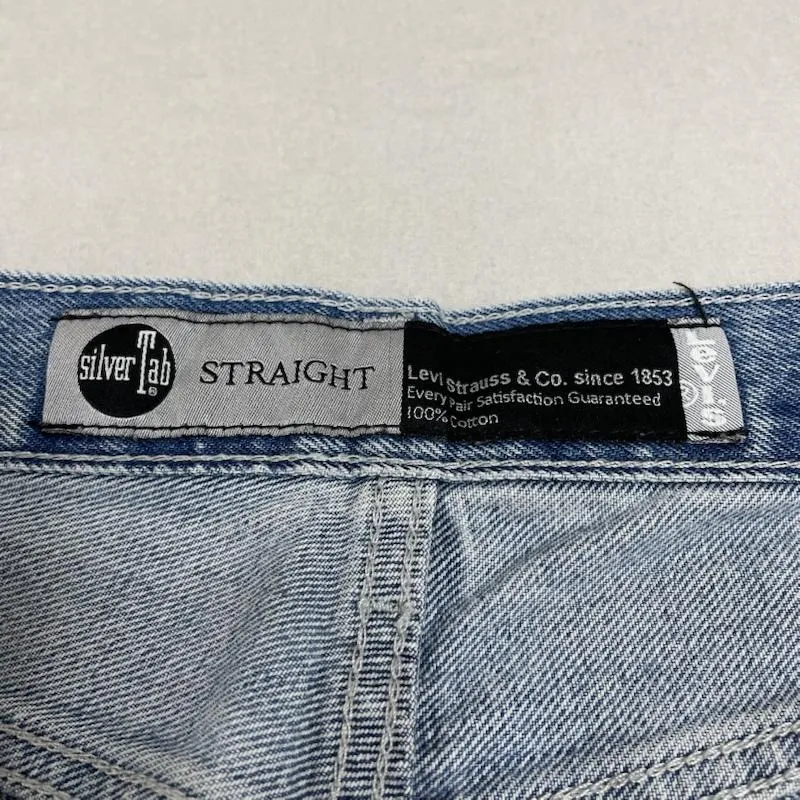 silver Tab®
STRAIGHT
Levi Strauss & Co. since 1853
Every Pair Satisfaction Guaranteed
100% Cotton
Levi's®